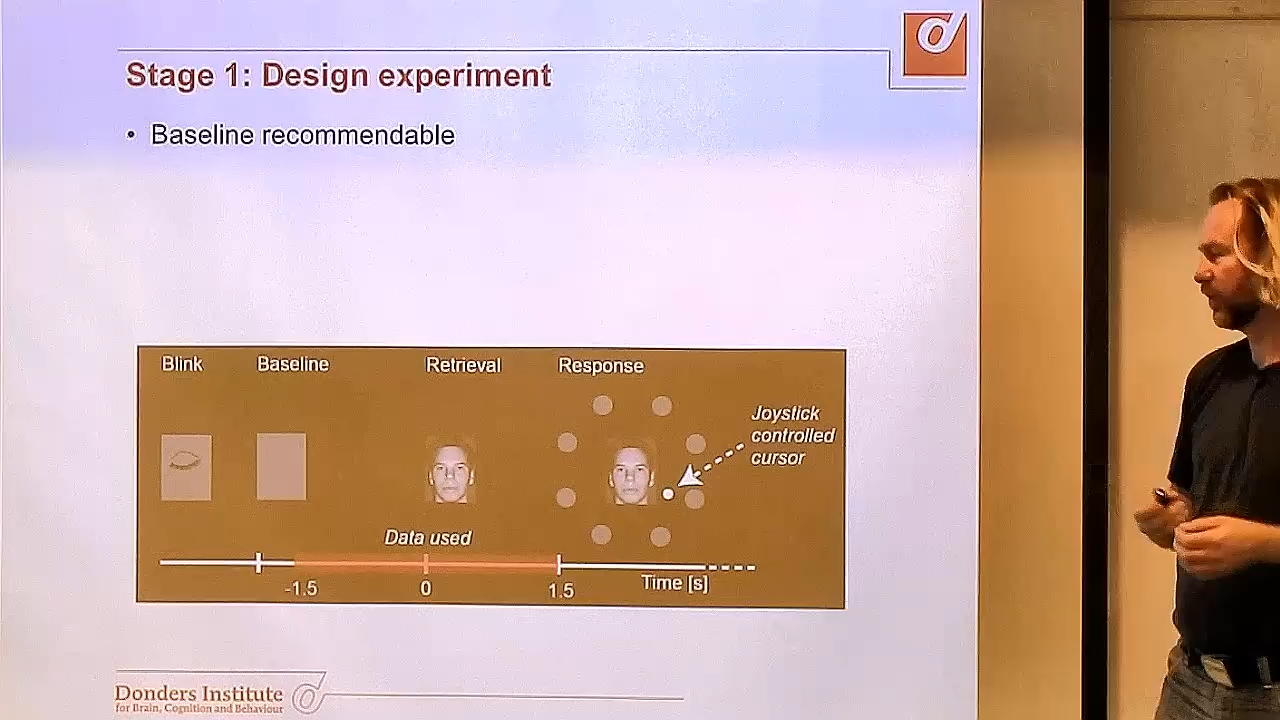 Stage 1: Design experiment
• Baseline recommendable
Blink Baseline Retrieval Response
Joystick
controlled
cursor
Data used
-1.5 0 1.5 Time [s]
Donders Institute
for Brain, Cognition and Behaviour